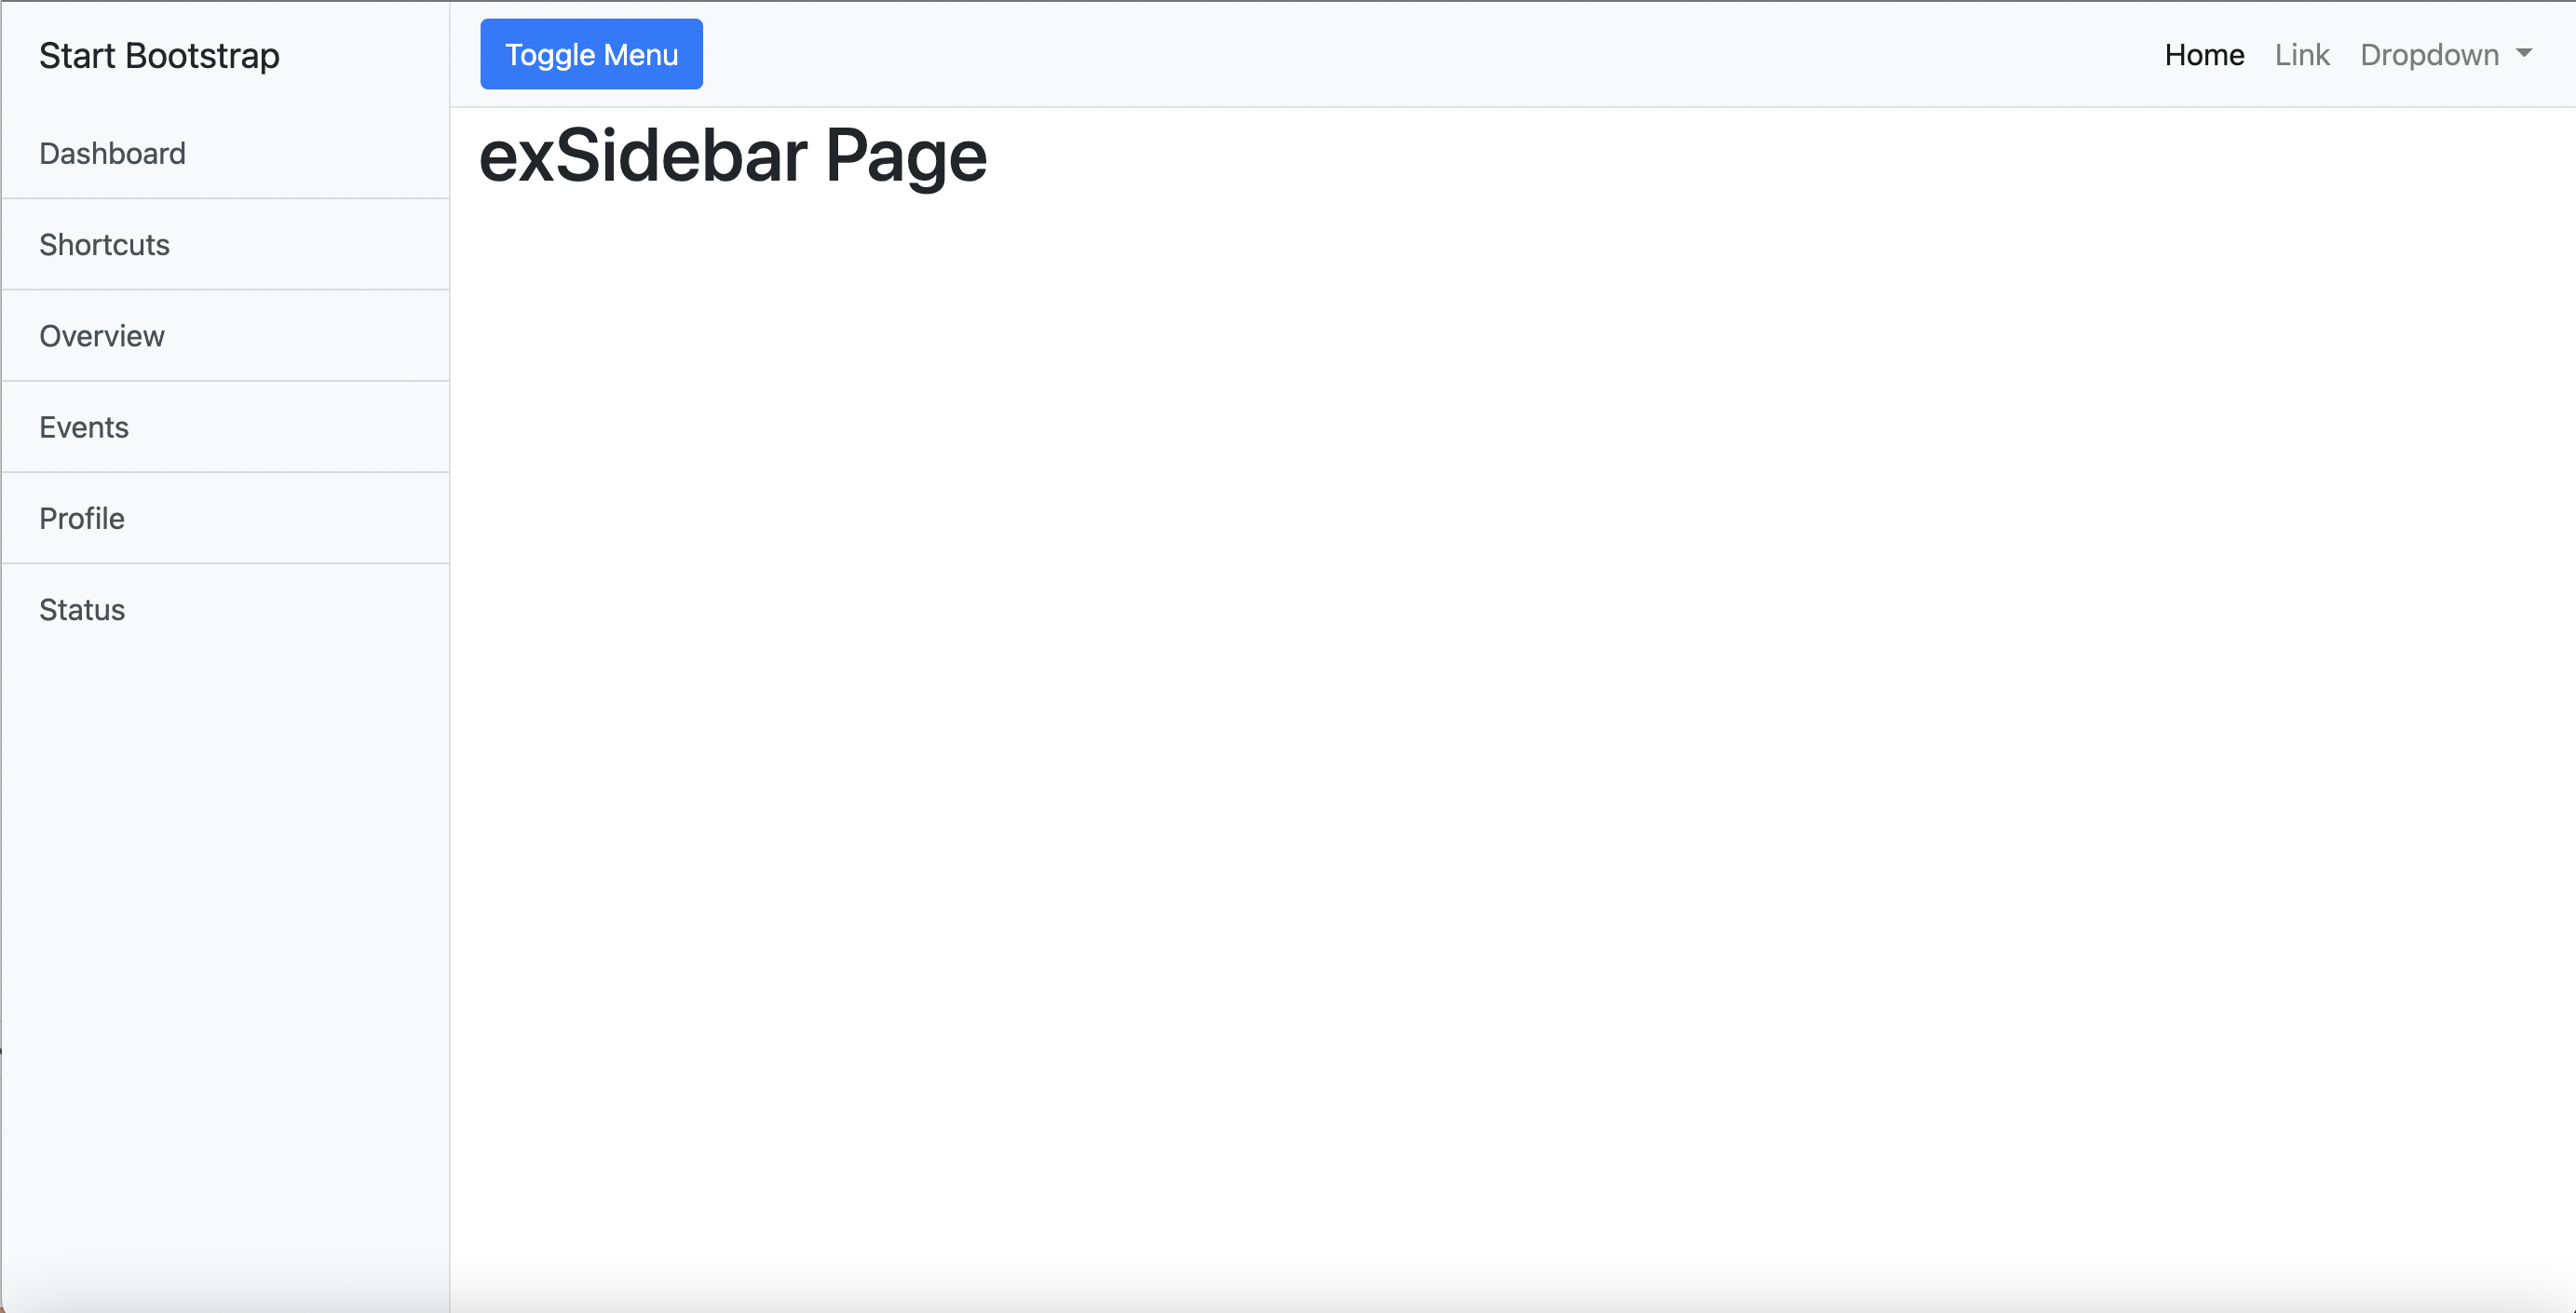 Start Bootstrap
Dashboard
Shortcuts
Overview
Events
Profile
Status
Toggle Menu
Home Link Dropdown
exSidebar Page